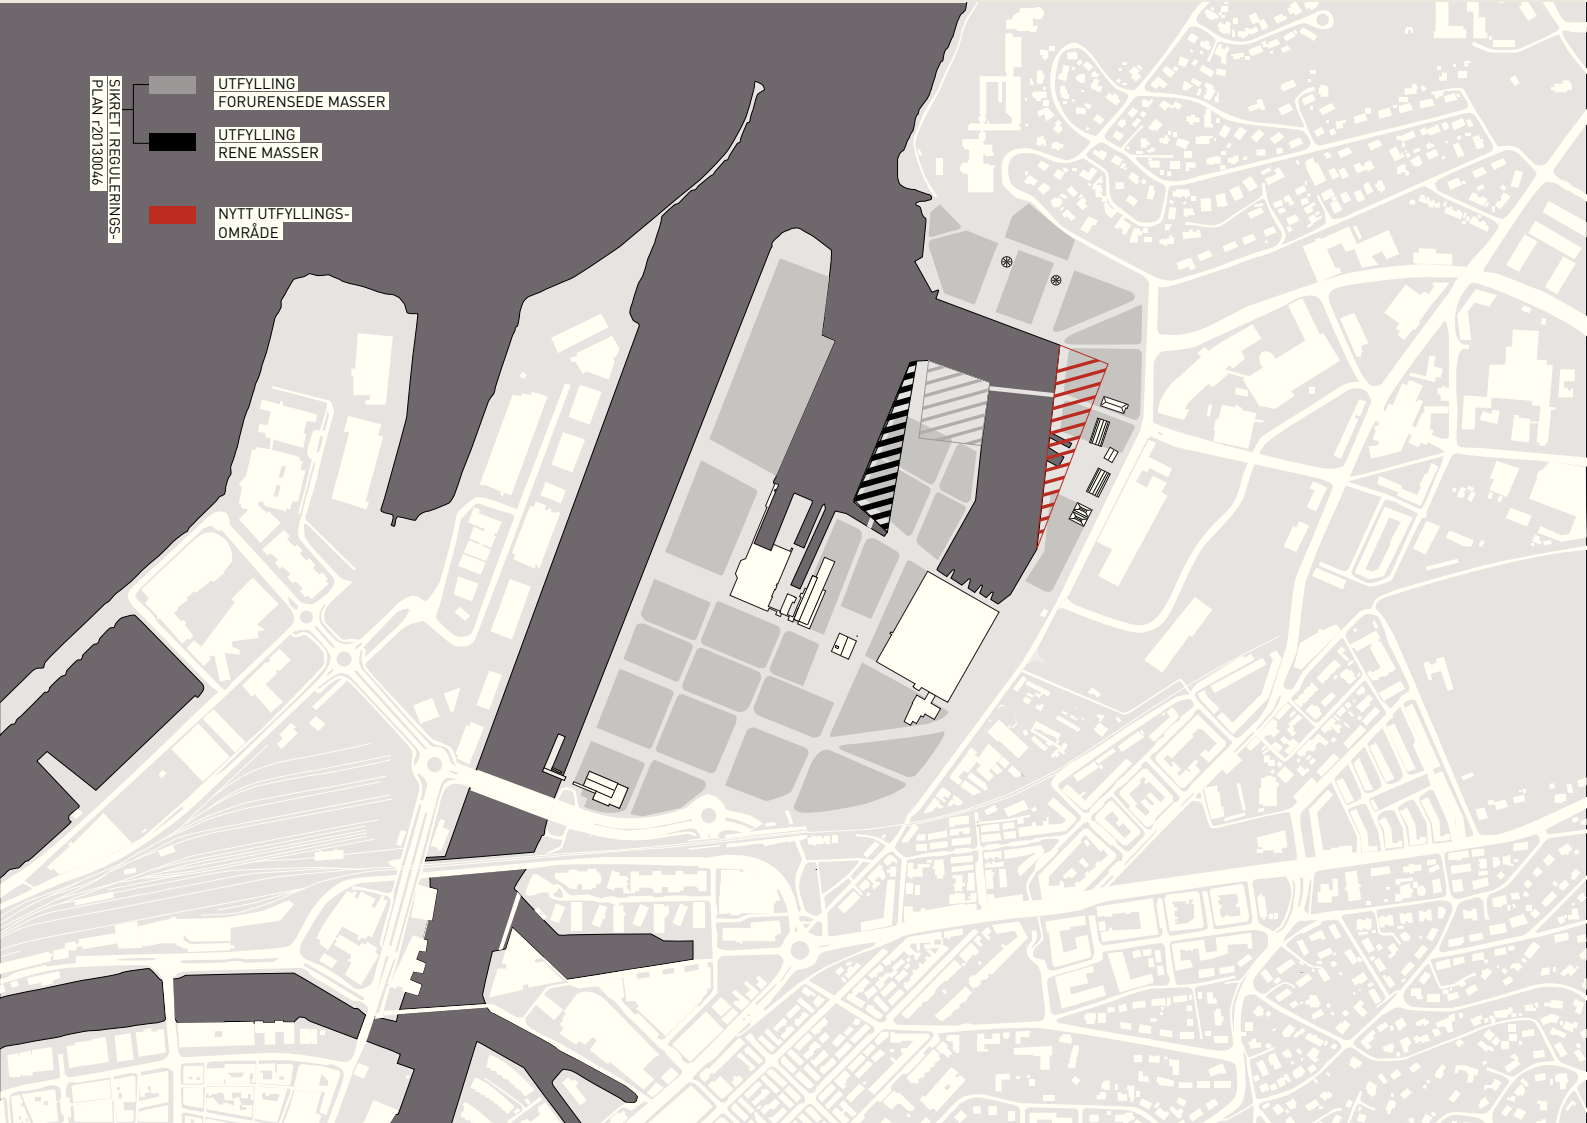 SIKRET I REGULERINGS-
PLAN r20130046
UTFYLLING
FORURENSEDE MASSER
UTFYLLING
RENE MASSER
NYTT UTFYLLINGS-
OMRÅDE